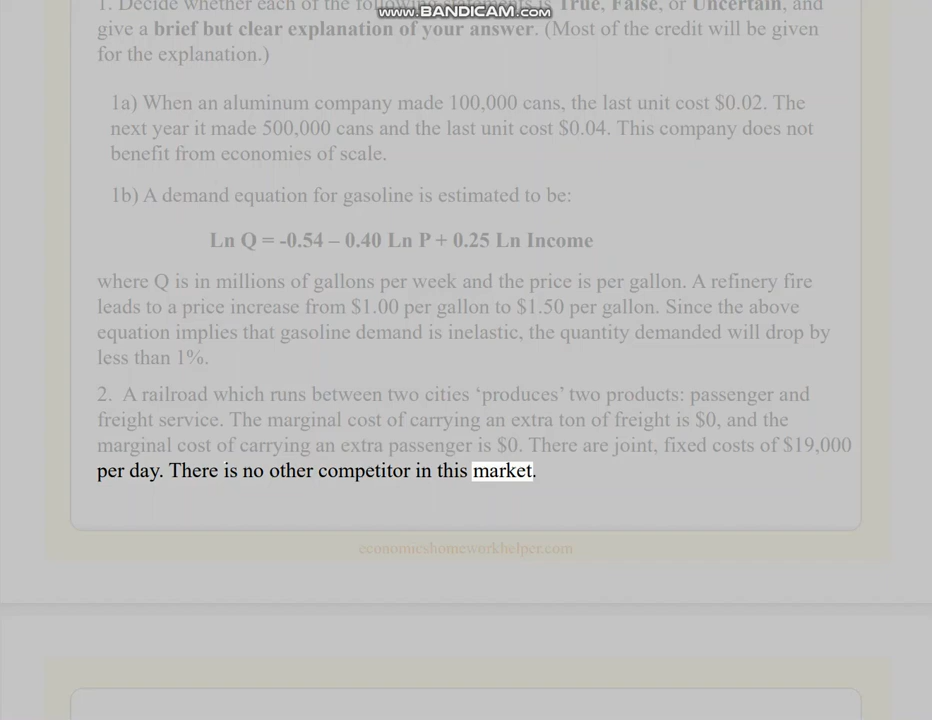 www.BANDICAM.com
1. Decide whether each of the following is True, False, or Uncertain, and
give a brief but clear explanation of your answer. (Most of the credit will be given
for the explanation.)
1a) When an aluminum company made 100,000 cans, the last unit cost $0.02. The
next year it made 500,000 cans and the last unit cost $0.04. This company does not
benefit from economies of scale.
1b) A demand equation for gasoline is estimated to be:
Ln Q = -0.54 – 0.40 Ln P + 0.25 Ln Income
where Q is in millions of gallons per week and the price is per gallon. A refinery fire
leads to a price increase from $1.00 per gallon to $1.50 per gallon. Since the above
equation implies that gasoline demand is inelastic, the quantity demanded will drop by
less than 1%.
2. A railroad which runs between two cities ‘produces’ two products: passenger and
freight service. The marginal cost of carrying an extra ton of freight is $0, and the
marginal cost of carrying an extra passenger is $0. There are joint, fixed costs of $19,000
per day. There is no other competitor in this market.
economicshomeworkhelper.com